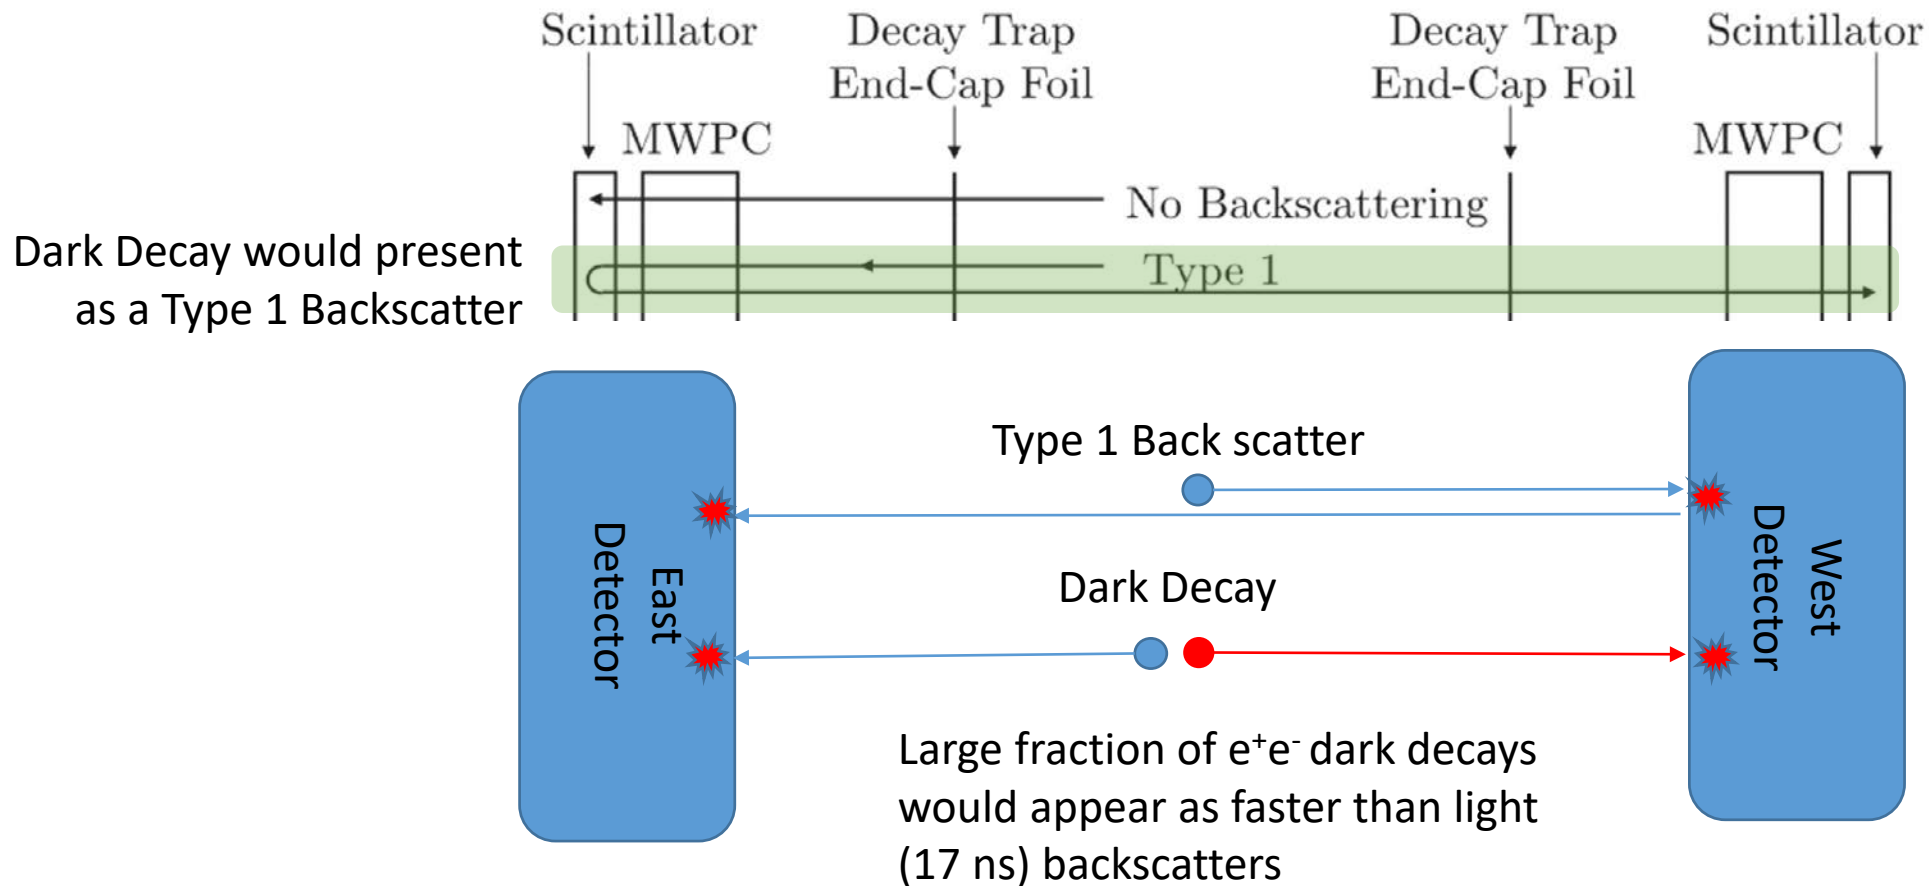 Scintillator
Decay Trap
End-Cap Foil
Decay Trap
End-Cap Foil
Scintillator
MWPC
MWPC
No Backscattering
Dark Decay would present
as a Type 1 Backscatter
Type 1
Type 1 Back scatter
East
Detector
West
Detector
Dark Decay
Large fraction of e⁺e⁻ dark decays
would appear as faster than light
(17 ns) backscatters